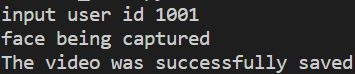 input user id 1001
face being captured
The video was successfully saved